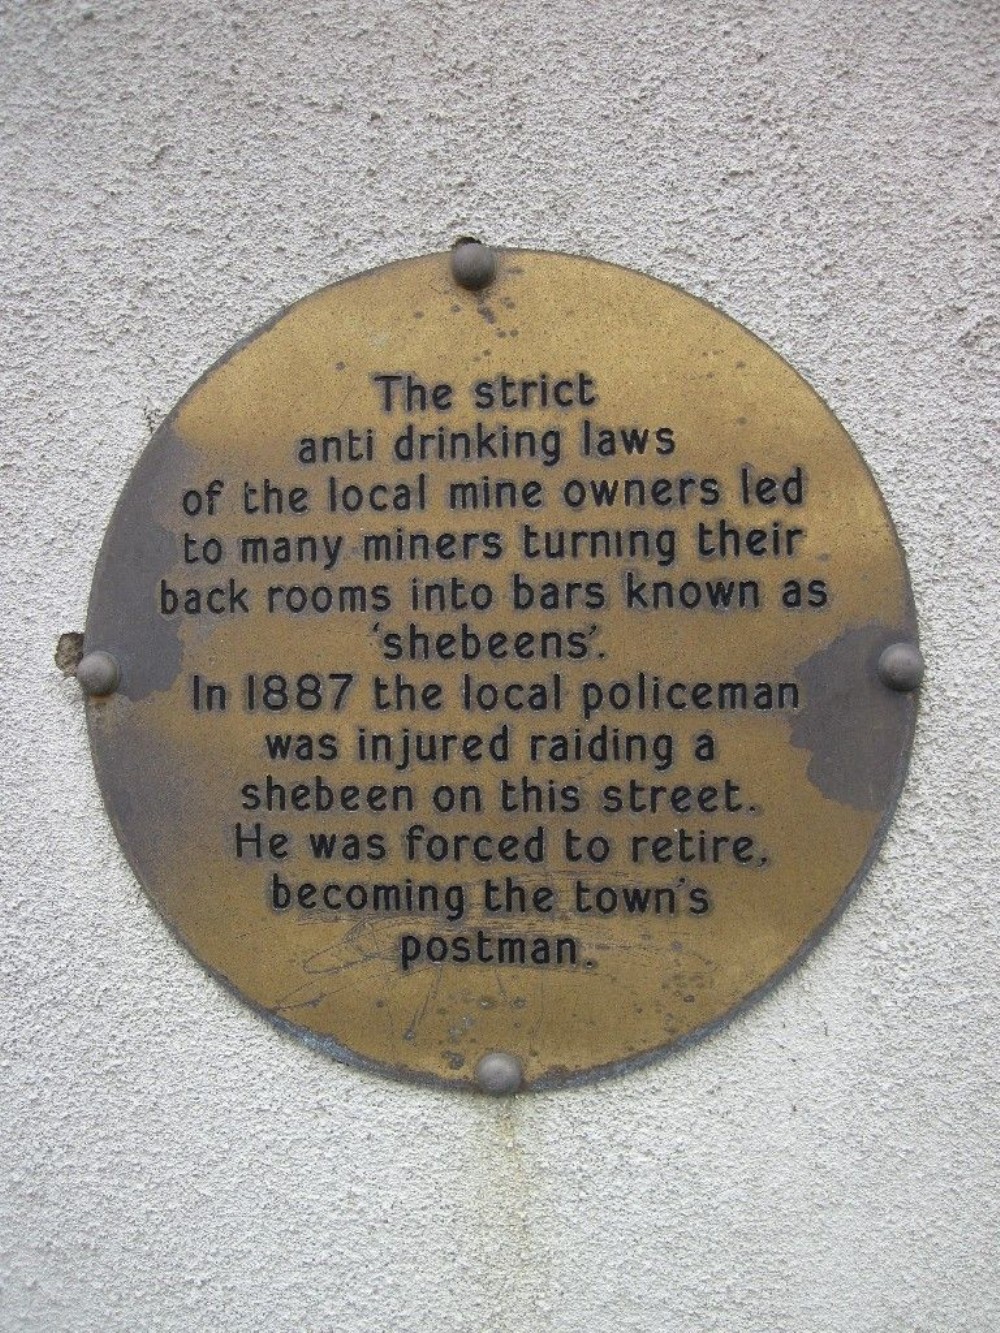 The strict
anti drinking laws
of the local mine owners led
to many miners turning their
back rooms into bars known as
‘shebeens’.
In 1887 the local policeman
was injured raiding a
shebeen on this street.
He was forced to retire,
becoming the town's
postman.